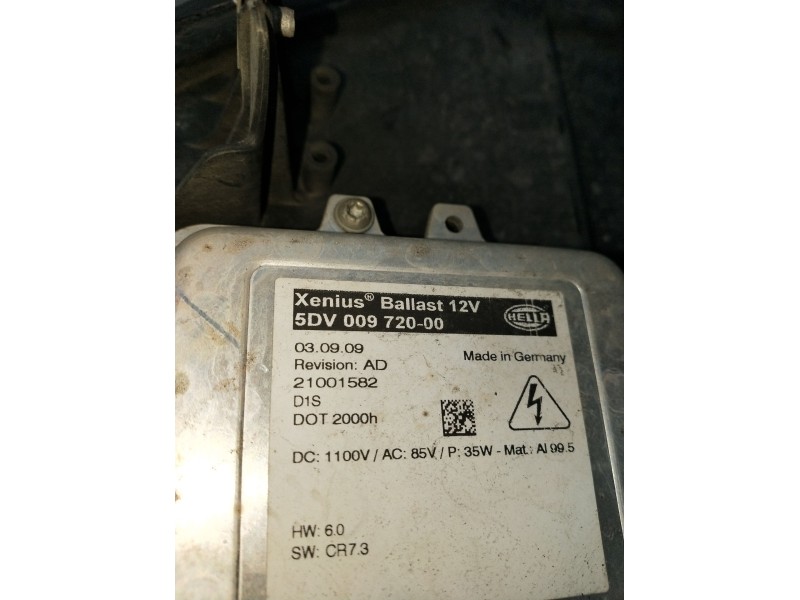 Xenius® Ballast 12V
5DV 009 720-00
HELLA
03.09.09
Made in Germany
Revision: AD
21001582
D1S
DOT 2000h
DC: 1100V / AC: 85V / P: 35W - Mat.: Al 99.5
HW: 6.0
SW: CR7.3